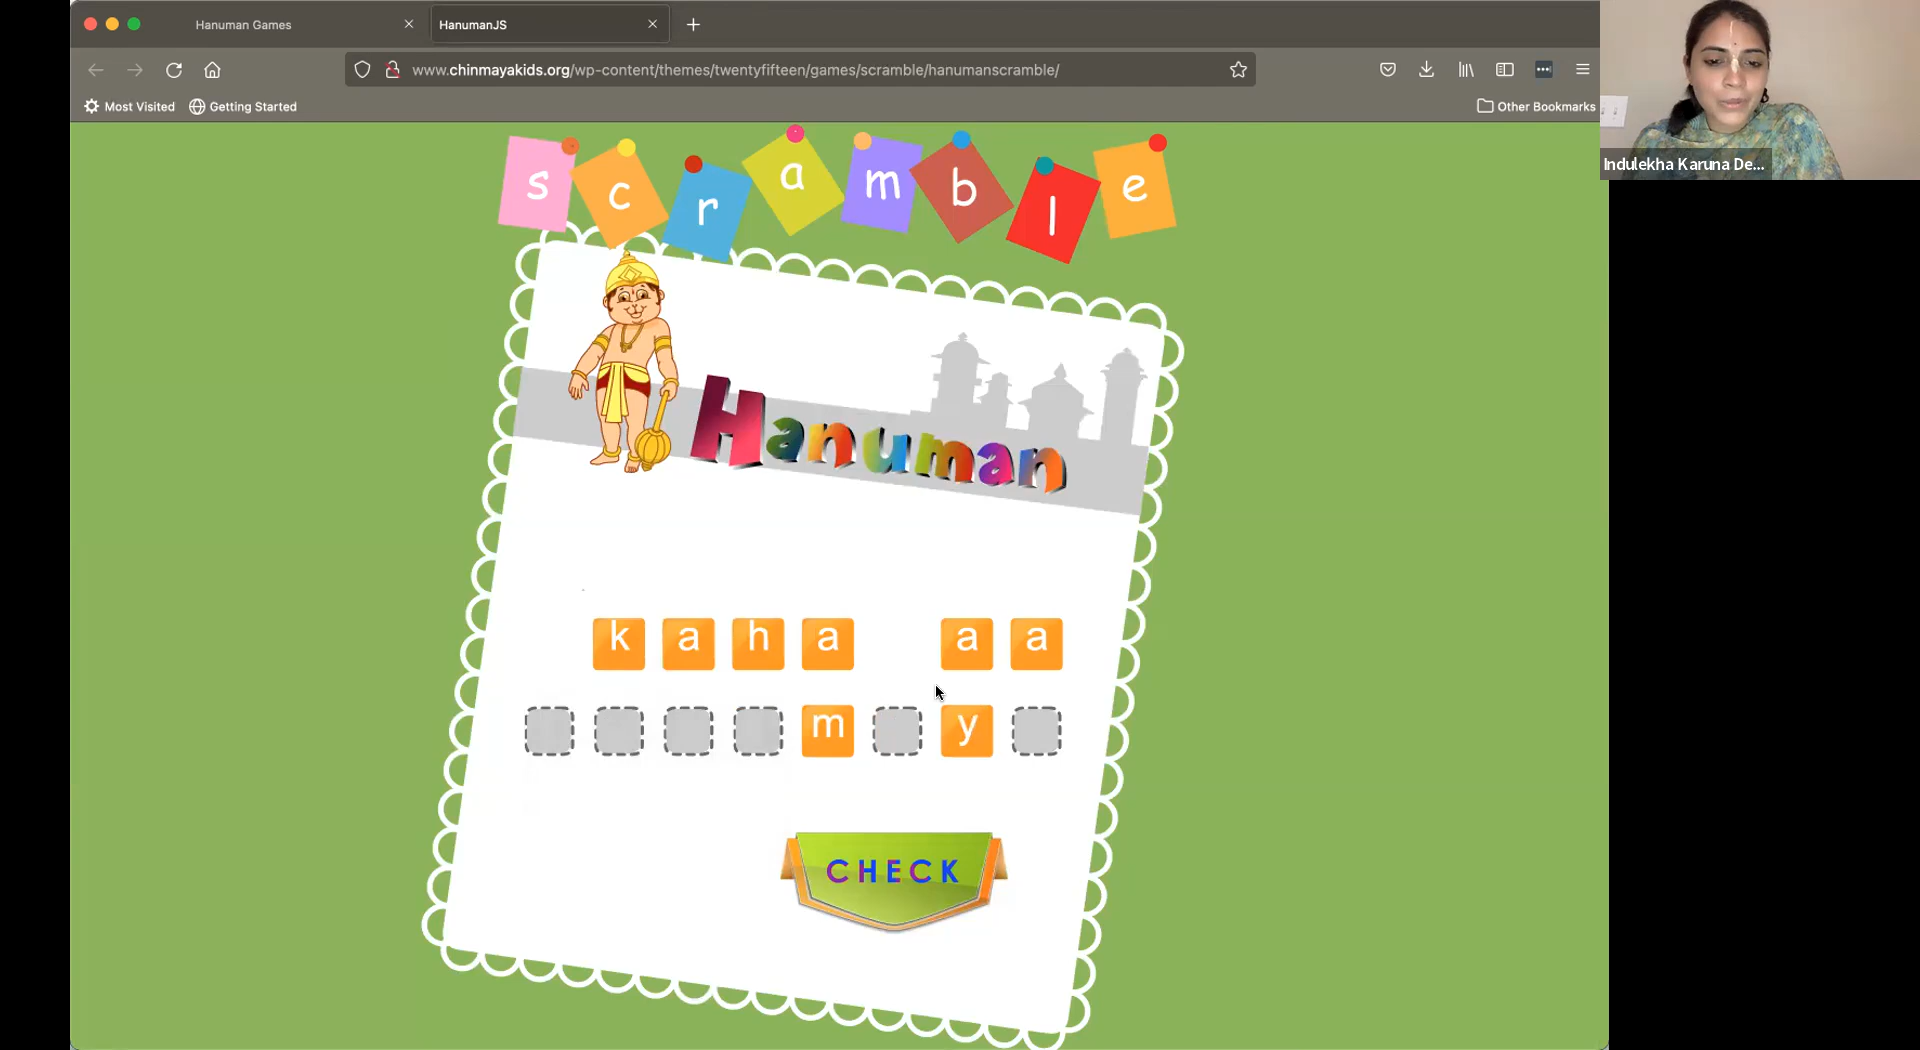 Hanuman Games
HanumanJS
www.chinmayakids.org/wp-content/themes/twentyfifteen/games/scramble/hanumanscramble/
Most Visited
Getting Started
Other Bookmarks
Indulekha Karuna De...
scramble
Hanuman
k a h a a a
m y
CHECK